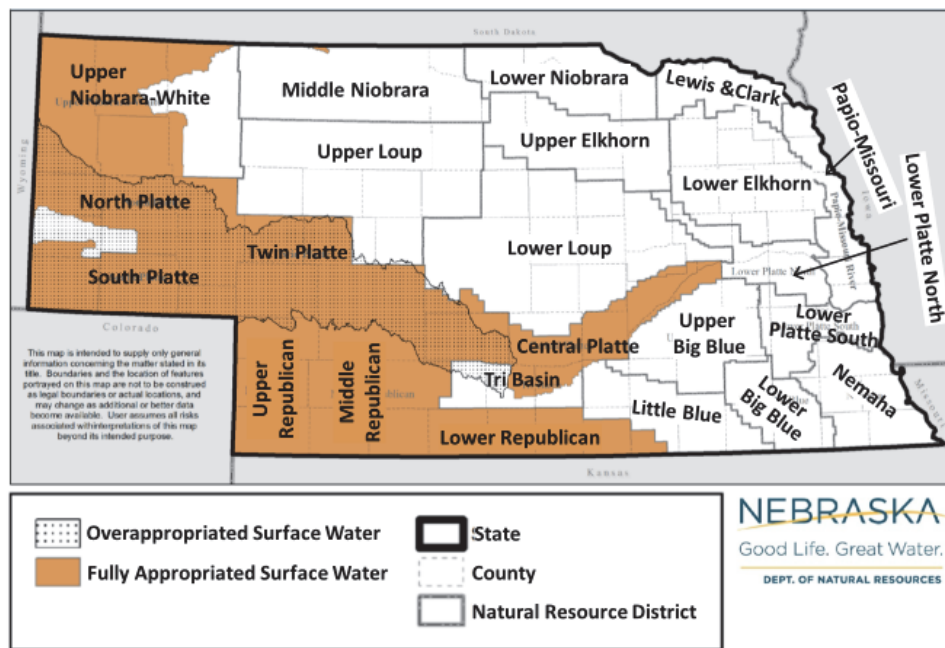 South Dakota
Upper
Niobrara-White
Middle Niobrara
Lower Niobrara
Lewis &Clark
Papio-Missouri
Wyoming
Upper Loup
Upper Elkhorn
Lower Elkhorn
Iowa
Lower Platte North
North Platte
Twin Platte
Lower Loup
Papio-Missouri River
Lower Platte North
South Platte
Colorado
Central Platte
Upper
Big Blue
Lower
Platte South
Tri Basin
Upper
Republican
Middle
Republican
Lower Republican
Little Blue
Lower
Big Blue
Nemaha
Missouri
Kansas
This map is intended to supply only general
information concerning the matter stated in its
title. Boundaries and the location of features
portrayed on this map are not to be construed
as legal boundaries or actual locations, and
may change as additional or better data
become available. User assumes all risks
associated withinterpretations of this map
beyond its intended purpose.
Overappropriated Surface Water
Fully Appropriated Surface Water
State
County
Natural Resource District
NEBRASKA
Good Life. Great Water.
DEPT. OF NATURAL RESOURCES